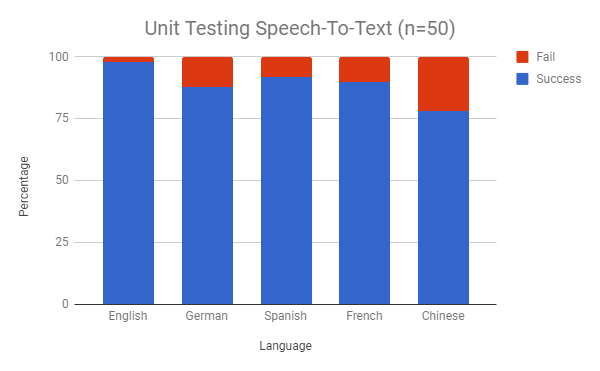 Unit Testing Speech-To-Text (n=50)
Fail
Success
Percentage
100
75
50
25
0
English German Spanish French Chinese
Language